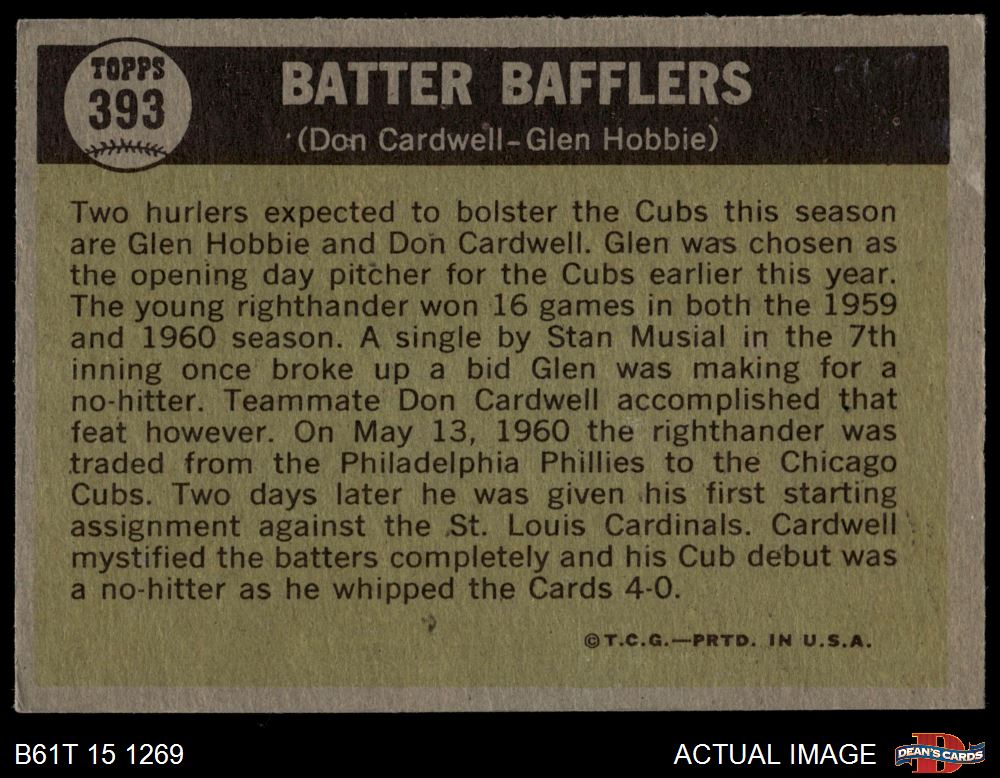 TOPPS
393
BATTER BAFFLERS
(Don Cardwell-Glen Hobbie)
Two hurlers expected to bolster the Cubs this season
are Glen Hobbie and Don Cardwell. Glen was chosen as
the opening day pitcher for the Cubs earlier this year.
The young righthander won 16 games in both the 1959
and 1960 season. A single by Stan Musial in the 7th
inning once broke up a bid Glen was making for a
no-hitter. Teammate Don Cardwell accomplished that
feat however. On May 13, 1960 the righthander was
traded from the Philadelphia Phillies to the Chicago
Cubs. Two days later he was given his first starting
assignment against the St. Louis Cardinals. Cardwell
mystified the batters completely and his Cub debut was
a no-hitter as he whipped the Cards 4-0.
©T.C.G.—PRTD. IN U.S.A.
B61T 15 1269
ACTUAL IMAGE
DEAN'S CARDS